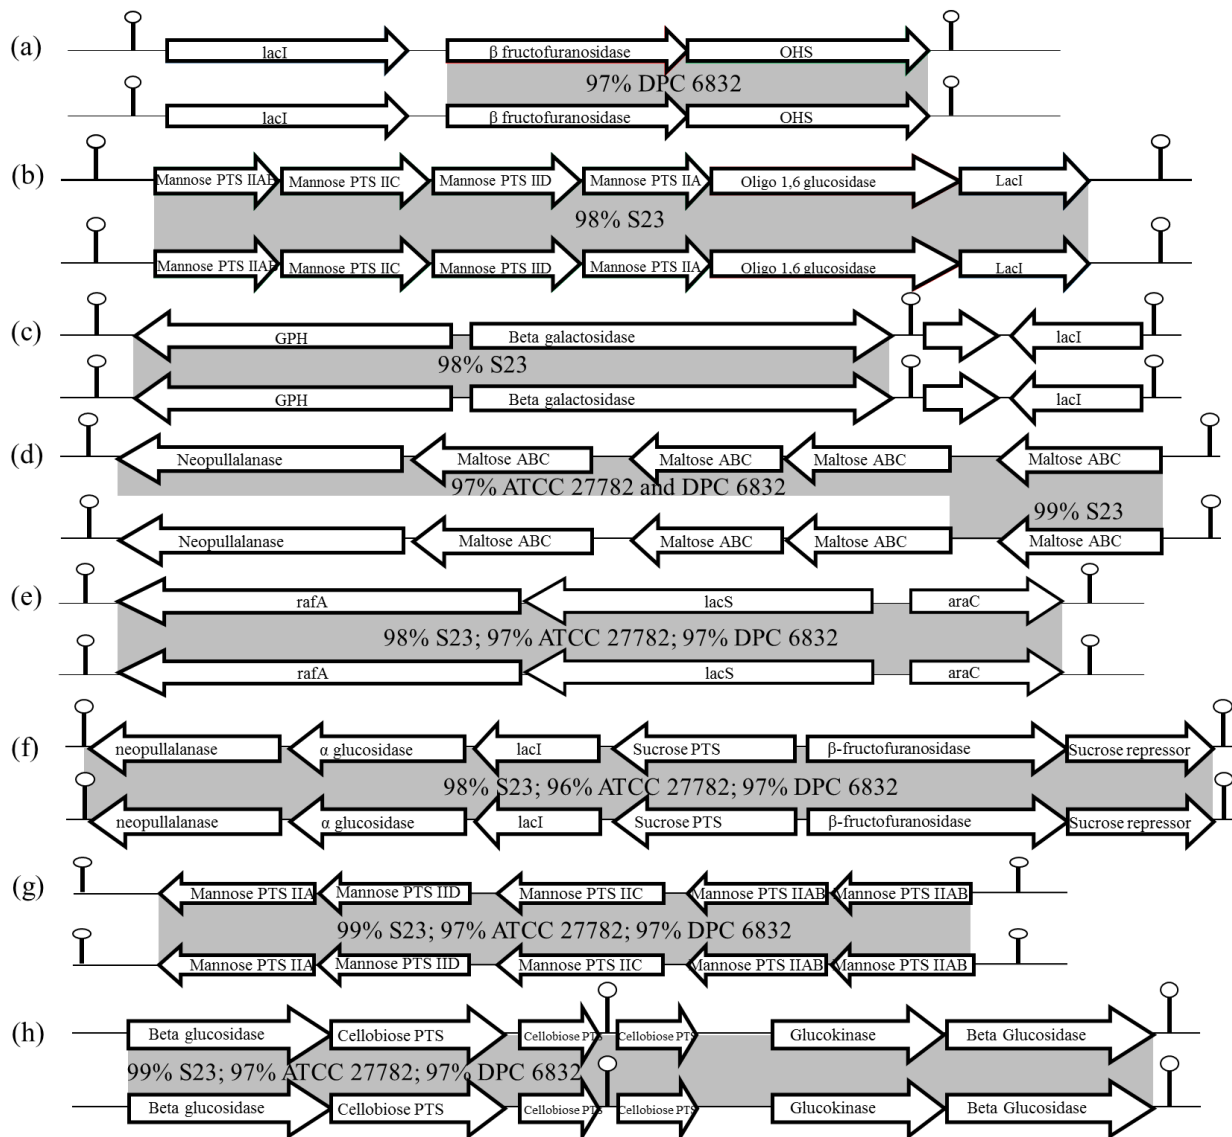 (a)
lacI β fructofuranosidase OHS
97% DPC 6832
lacI β fructofuranosidase OHS
(b)
Mannose PTS IIAB Mannose PTS IIC Mannose PTS IID Mannose PTS IIA Oligo 1,6 glucosidase LacI
98% S23
Mannose PTS IIAB Mannose PTS IIC Mannose PTS IID Mannose PTS IIA Oligo 1,6 glucosidase LacI
(c)
GPH Beta galactosidase lacI
98% S23
GPH Beta galactosidase lacI
(d)
Neopullalanase Maltose ABC Maltose ABC Maltose ABC Maltose ABC
97% ATCC 27782 and DPC 6832
99% S23
Neopullalanase Maltose ABC Maltose ABC Maltose ABC Maltose ABC
(e)
rafA lacS araC
98% S23; 97% ATCC 27782; 97% DPC 6832
rafA lacS araC
(f)
neopullalanase α glucosidase lacI Sucrose PTS β-fructofuranosidase Sucrose repressor
98% S23; 96% ATCC 27782; 97% DPC 6832
neopullalanase α glucosidase lacI Sucrose PTS β-fructofuranosidase Sucrose repressor
(g)
Mannose PTS IIA Mannose PTS IID Mannose PTS IIC Mannose PTS IIAB Mannose PTS IIAB
99% S23; 97% ATCC 27782; 97% DPC 6832
Mannose PTS IIA Mannose PTS IID Mannose PTS IIC Mannose PTS IIAB Mannose PTS IIAB
(h)
Beta glucosidase Cellobiose PTS Cellobiose PTS Cellobiose PTS Glucokinase Beta Glucosidase
99% S23; 97% ATCC 27782; 97% DPC 6832
Beta glucosidase Cellobiose PTS Cellobiose PTS Cellobiose PTS Glucokinase Beta Glucosidase